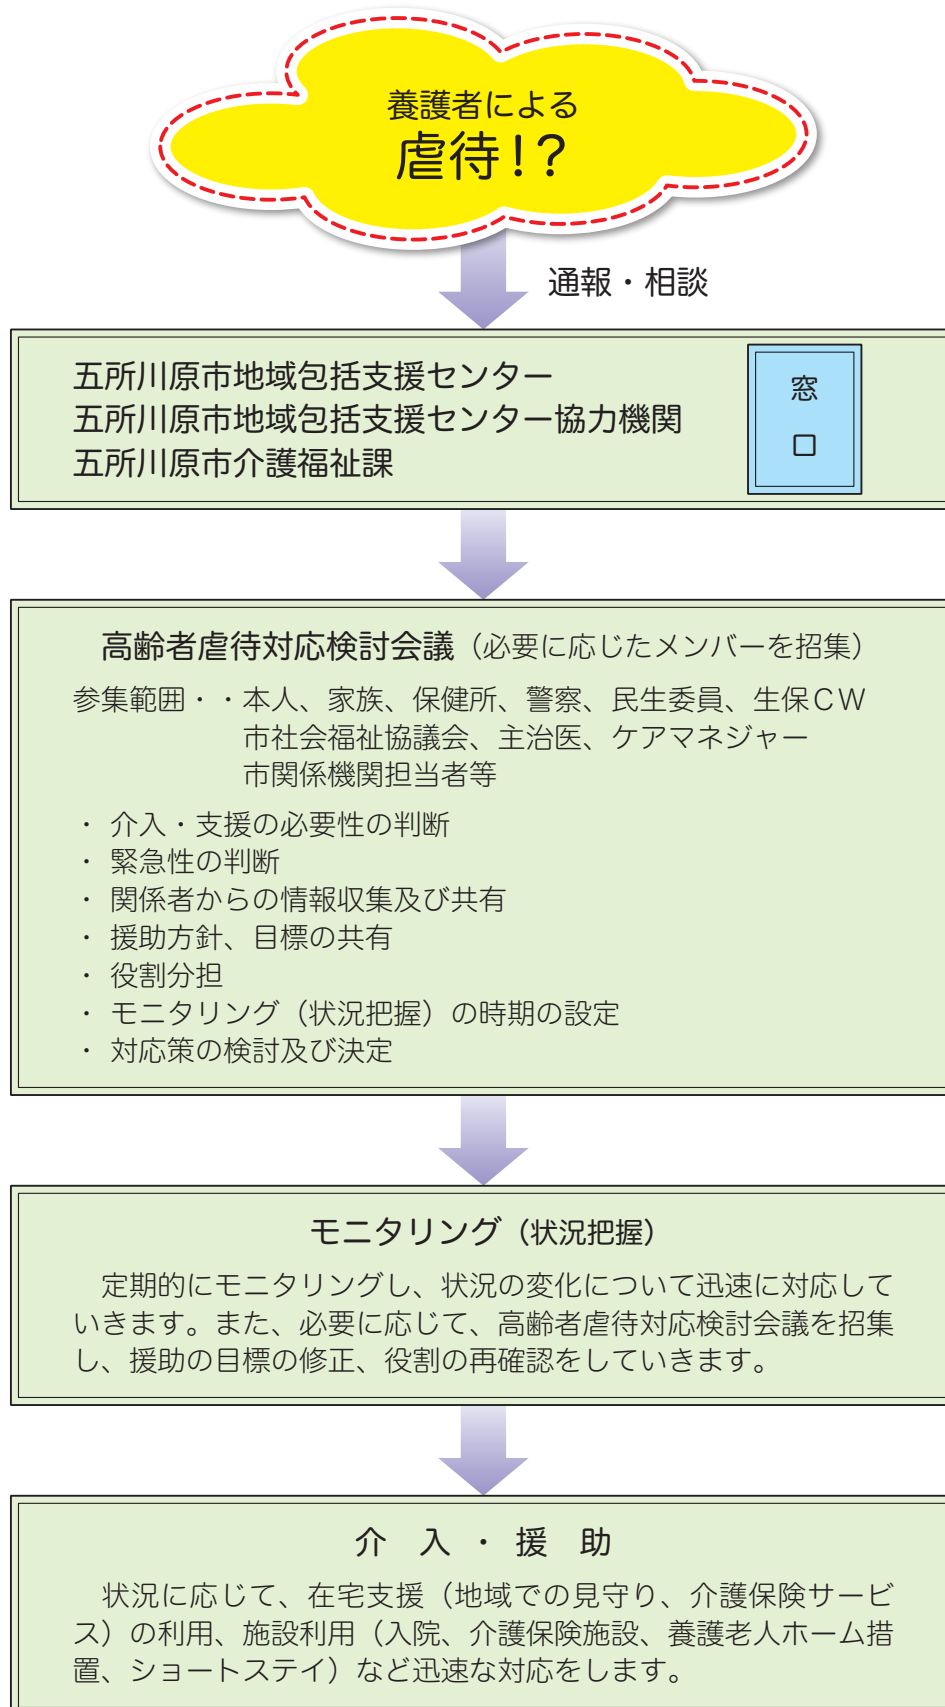 養護者による
虐待!?
通報・相談
五所川原市地域包括支援センター
五所川原市地域包括支援センター協力機関
五所川原市介護福祉課
窓
口
高齢者虐待対応検討会議（必要に応じたメンバーを招集）
参集範囲・・本人、家族、保健所、警察、民生委員、生保ＣＷ
市社会福祉協議会、主治医、ケアマネジャー
市関係機関担当者等
・ 介入・支援の必要性の判断
・ 緊急性の判断
・ 関係者からの情報収集及び共有
・ 援助方針、目標の共有
・ 役割分担
・ モニタリング（状況把握）の時期の設定
・ 対応策の検討及び決定
モニタリング（状況把握）
　定期的にモニタリングし、状況の変化について迅速に対応して
いきます。また、必要に応じて、高齢者虐待対応検討会議を招集
し、援助の目標の修正、役割の再確認をしていきます。
介　入　・　援　助
　状況に応じて、在宅支援（地域での見守り、介護保険サービ
ス）の利用、施設利用（入院、介護保険施設、養護老人ホーム措
置、ショートステイ）など迅速な対応をします。